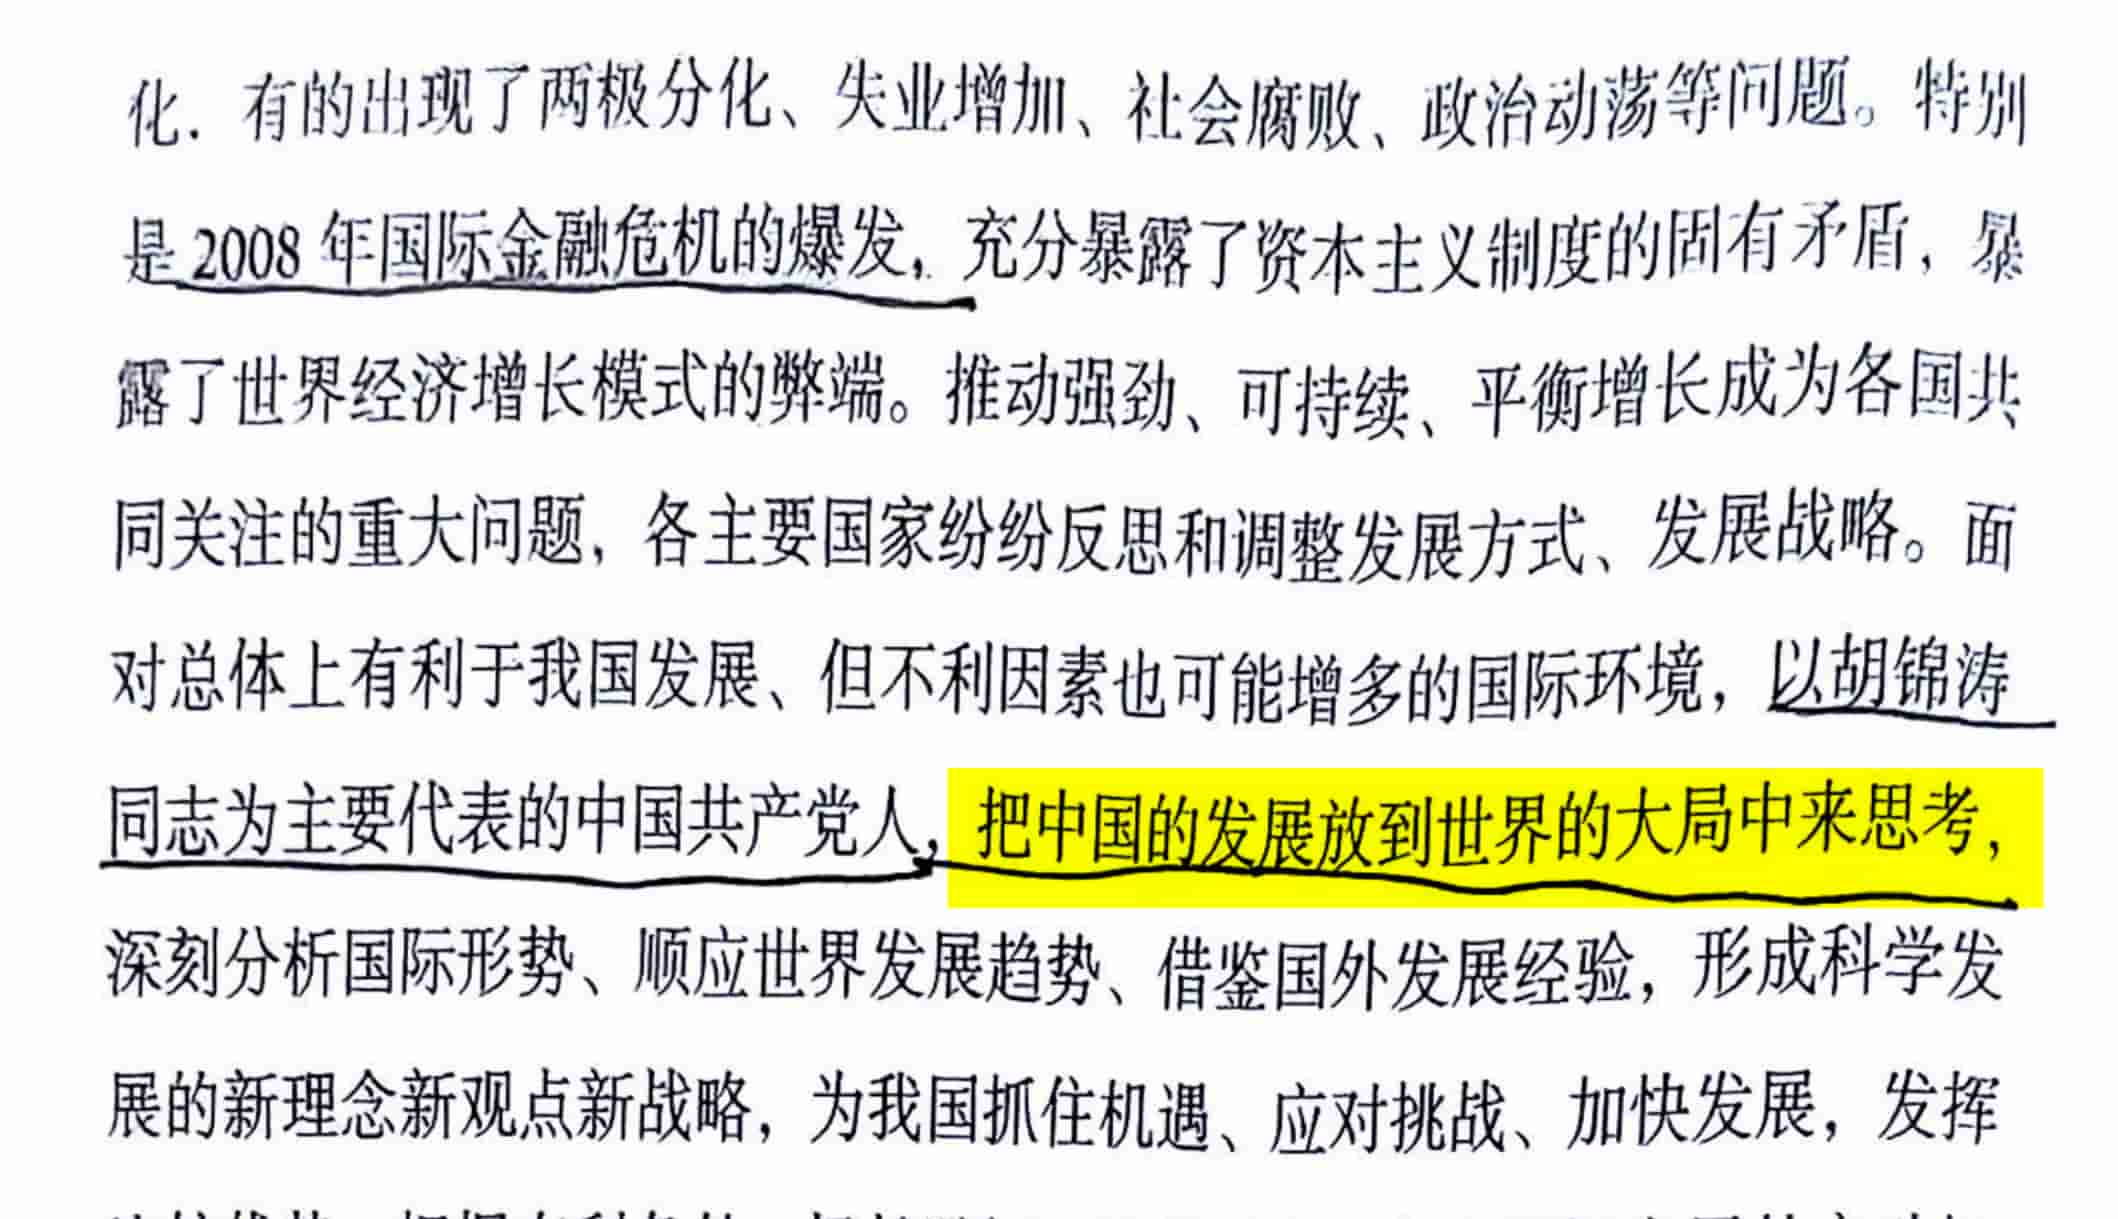 化. 有的出现了两极分化、失业增加、社会腐败、政治动荡等问题。特别
是 2008 年国际金融危机的爆发，充分暴露了资本主义制度的固有矛盾，暴
露了世界经济增长模式的弊端。推动强劲、可持续、平衡增长成为各国共
同关注的重大问题，各主要国家纷纷反思和调整发展方式、发展战略。面
对总体上有利于我国发展、但不利因素也可能增多的国际环境，以胡锦涛
同志为主要代表的中国共产党人，把中国的发展放到世界的大局中来思考，
深刻分析国际形势、顺应世界发展趋势、借鉴国外发展经验，形成科学发
展的新理念新观点新战略，为我国抓住机遇、应对挑战、加快发展，发挥